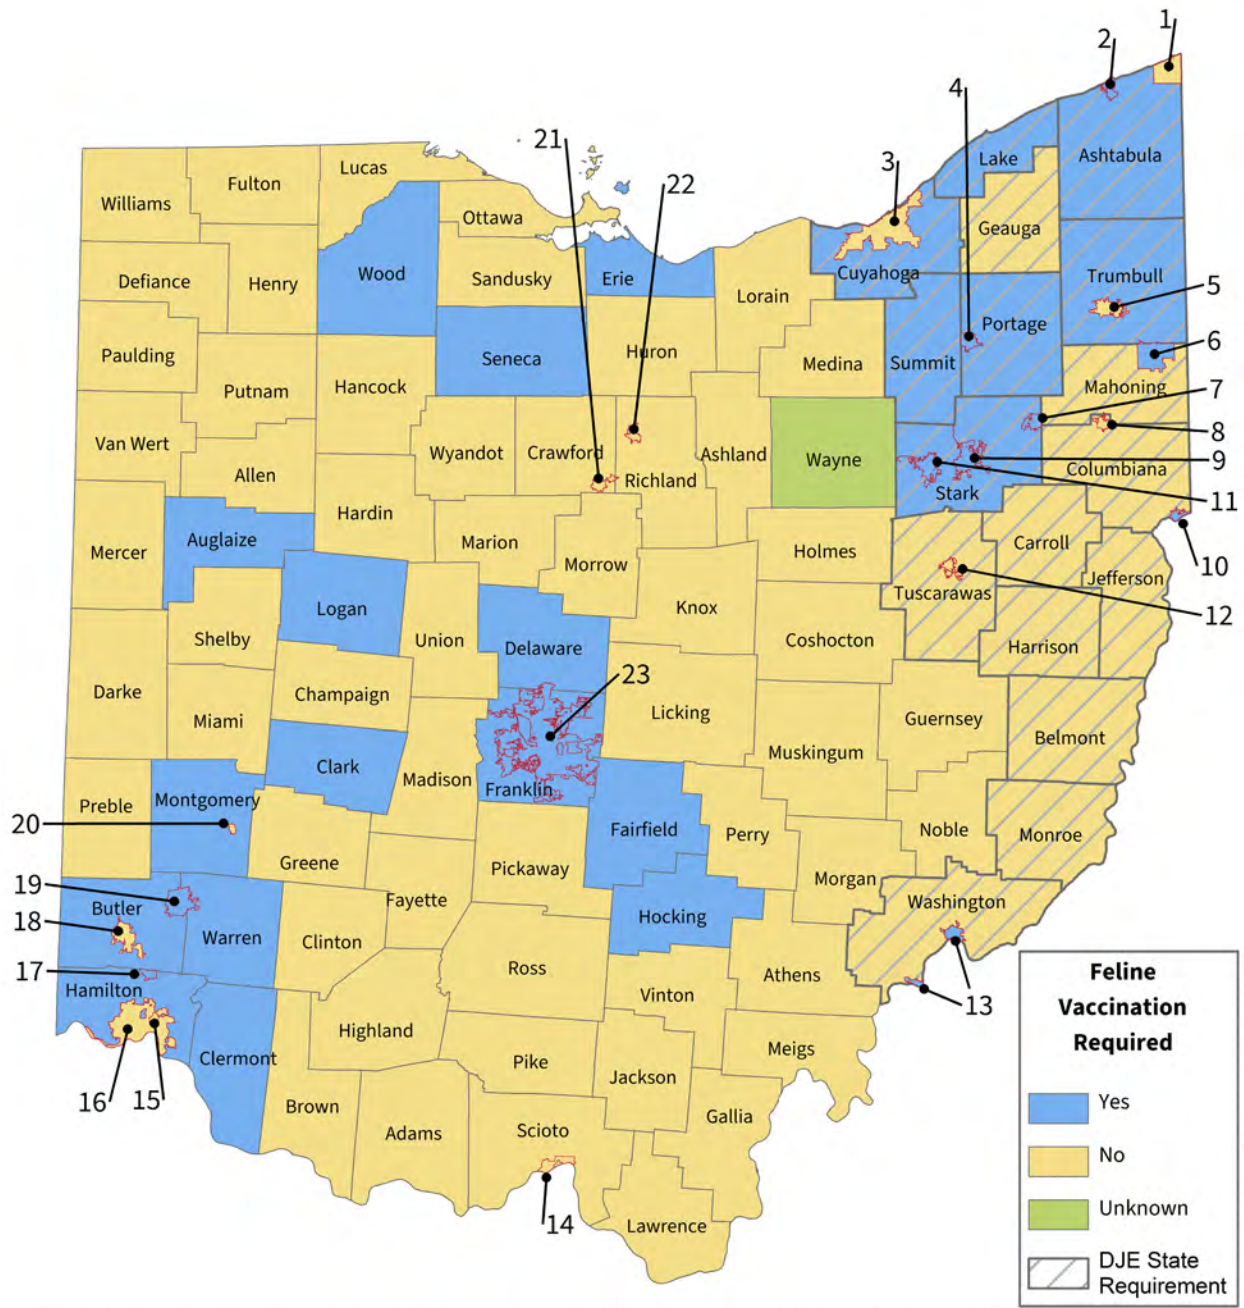 1
2
4
21
22
3
Lake
Ashtabula
Lucas
Fulton
Williams
Ottawa
Geauga
Wood
Cuyahoga
Trumbull
Defiance
Henry
Sandusky
Erie
Lorain
5
Portage
Paulding
Seneca
Huron
Medina
Summit
6
Putnam
Hancock
Mahoning
7
Van Wert
Wyandot
Crawford
Ashland
Wayne
8
Allen
Richland
Columbiana
9
Stark
11
Hardin
Auglaize
Mercer
Marion
Morrow
Holmes
Carroll
10
Jefferson
Tuscarawas
12
Logan
Knox
Shelby
Union
Delaware
Coshocton
Harrison
23
Darke
Champaign
Miami
Licking
Guernsey
Muskingum
Belmont
Clark
Madison
Franklin
Preble
Montgomery
20
Fairfield
Perry
Noble
Monroe
Greene
Pickaway
Morgan
19
Fayette
Butler
18
Warren
Clinton
Hocking
Washington
17
Hamilton
Ross
Vinton
Athens
13
Highland
Clermont
Pike
Jackson
Meigs
16
15
Brown
Adams
Scioto
Gallia
14
Lawrence
Feline
Vaccination
Required
Yes
No
Unknown
DJE State
Requirement